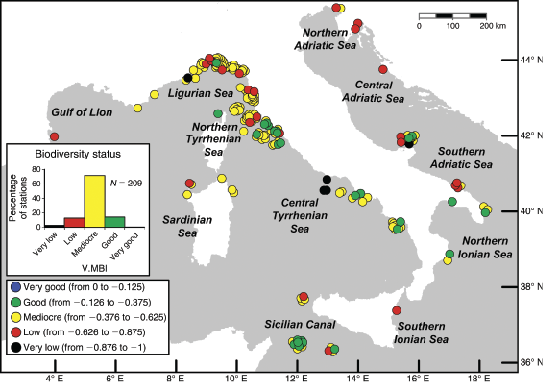 0 100 200 km
Northern
Adriatic Sea
44° N
Ligurian Sea
Central
Adriatic Sea
Gulf of Lion
Northern
Tyrrhenian
Sea
42° N
Biodiversity status
Southern
Adriatic Sea
Percentage
of stations
80
60
40
20
0
N = 209
Very low
Low
Mediocre
Good
Sardinian
Sea
Central
Tyrrhenian
Sea
40° N
Northern
Ionian Sea
38° N
Very good (from 0 to −0.125)
Good (from −0.126 to −0.375)
Mediocre (from −0.376 to −0.625)
Low (from −0.626 to −0.875)
Very low (from −0.876 to −1)
Sicilian Canal
Southern
Ionian Sea
36° N
4° E 6° E 8° E 10° E 12° E 14° E 16° E 18° E